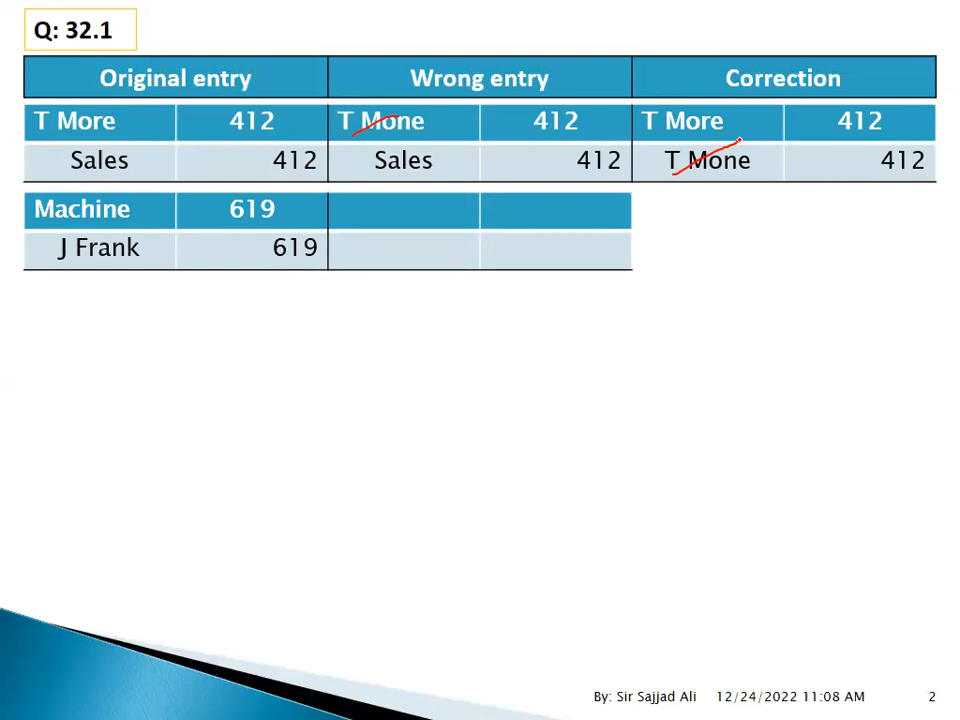 Q: 32.1
Original entry Wrong entry Correction
T More 412 T Mone 412 T More 412
Sales 412 Sales 412 T Mone 412
Machine 619
J Frank 619
By: Sir Sajjad Ali 12/24/2022 11:08 AM 2